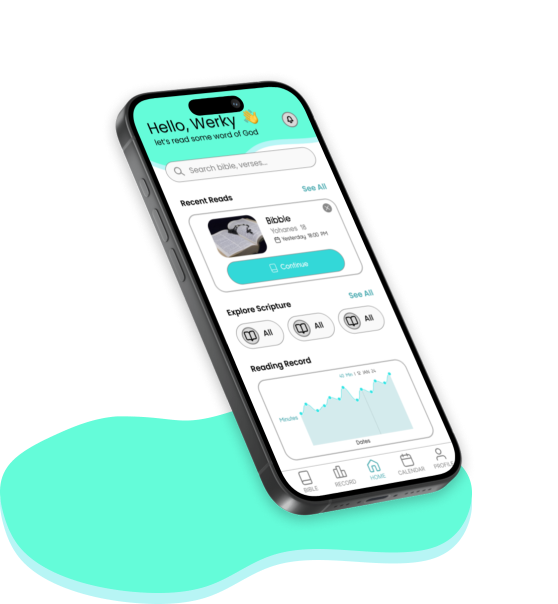 Hello, Werky 👋
let's read some word of God
Search bible, verses...
Recent Reads
See All
Bibble
Yohanes 18
Yesterday, 18:00 PM
Continue
Explore Scripture
See All
All
All
All
Reading Record
Minutes
Dates
BIBLE
RECORD
HOME
CALENDAR
PROFILE